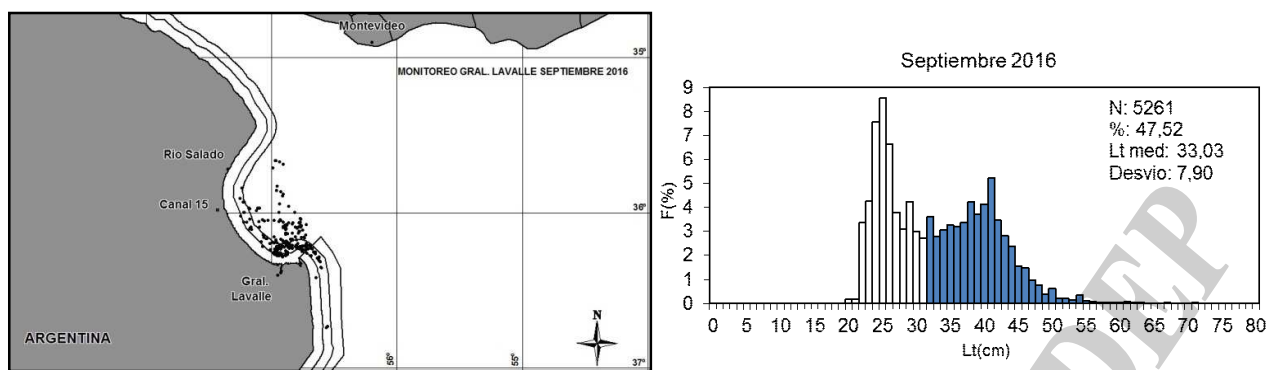 Montevideo
35º
MONITOREO GRAL. LAVALLE SEPTIEMBRE 2016
Rio Salado
Canal 15
36º
Gral.
Lavalle
N
ARGENTINA
56º
55º
37º
Septiembre 2016
9
8
7
6
5
4
3
2
1
0
F(%)
N: 5261
%: 47,52
Lt med: 33,03
Desvio: 7,90
0 5 10 15 20 25 30 35 40 45 50 55 60 65 70 75 80
Lt(cm)
DEP